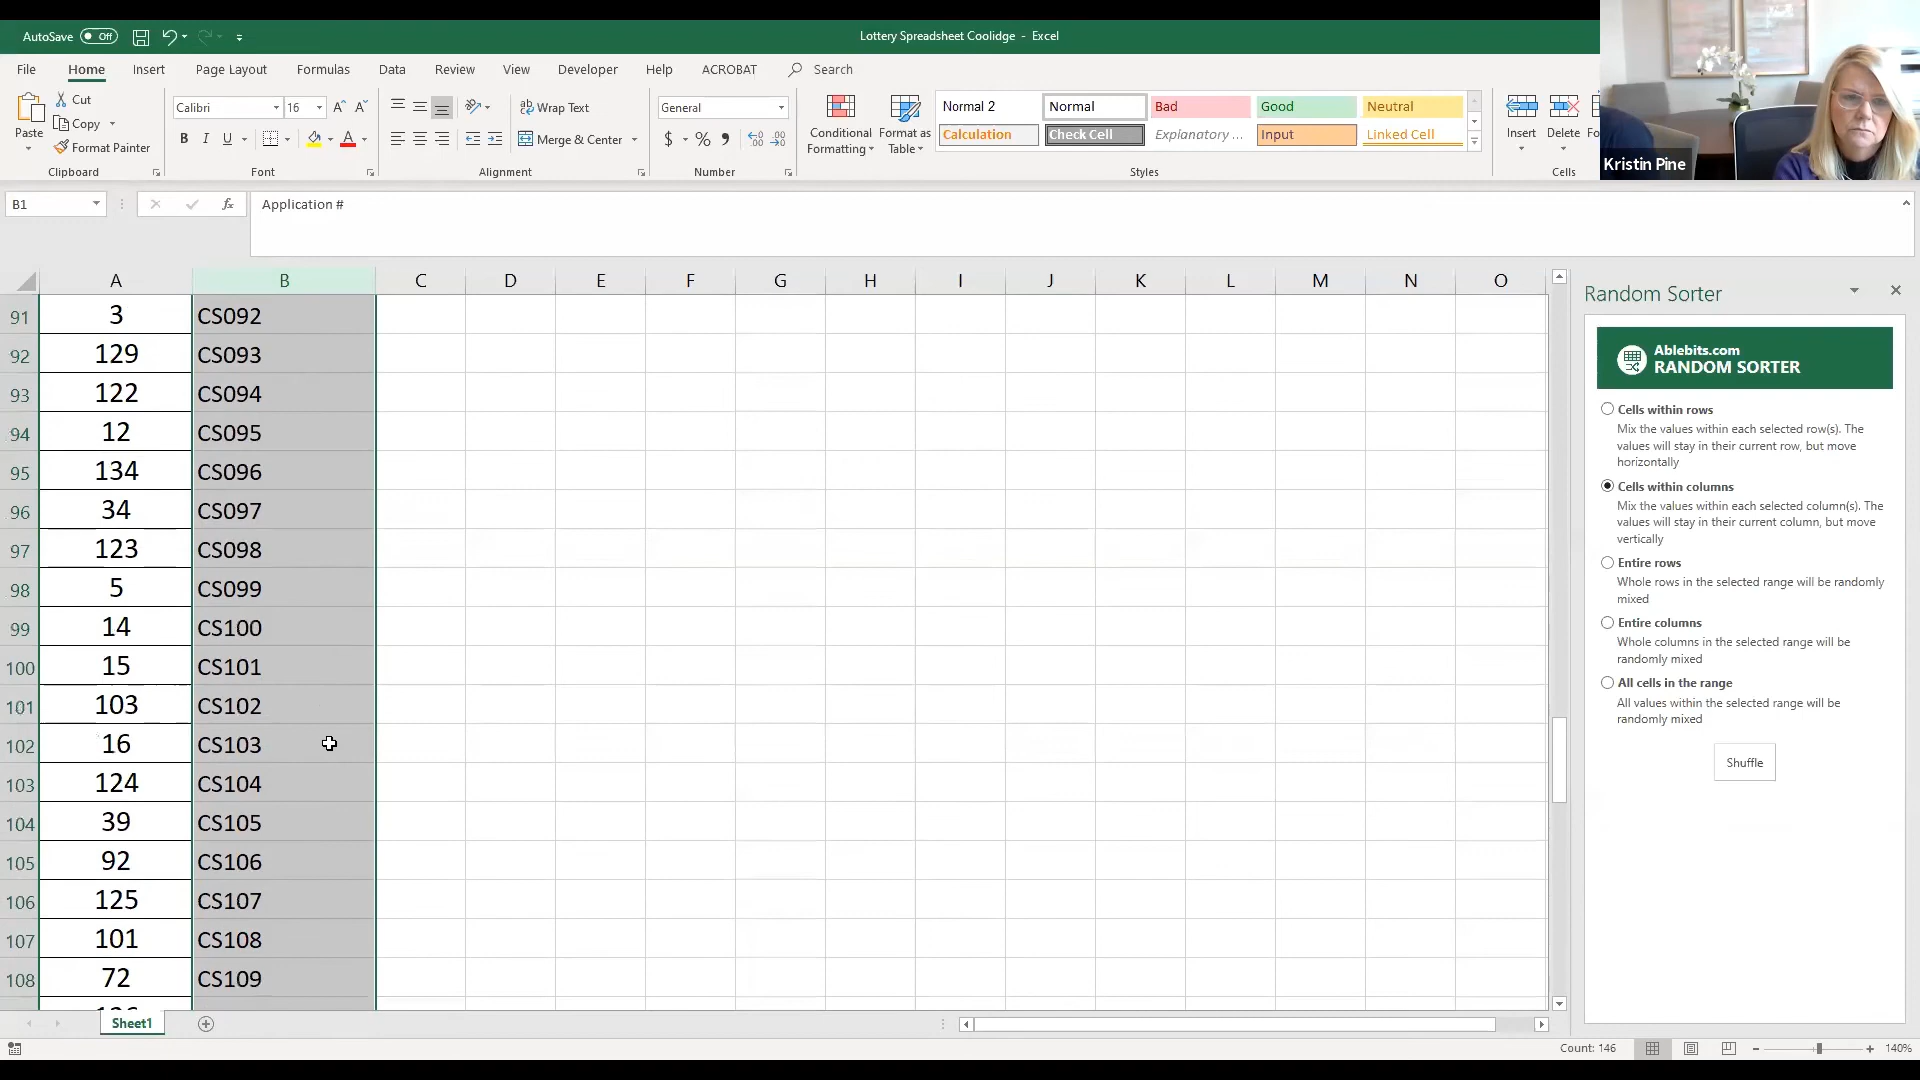 AutoSave Off
Lottery Spreadsheet Coolidge - Excel
File Home Insert Page Layout Formulas Data Review View Developer Help ACROBAT Search
Paste
Cut
Copy
Format Painter
Clipboard
Calibri 16
A A
B I U A
Font
ab Wrap Text
Merge & Center
Alignment
General
$ % ,
Number
Conditional Formatting
Format as Table
Normal 2 Normal Bad Good Neutral
Calculation Check Cell Explanatory ... Input Linked Cell
Styles
Insert Delete
Cells
Kristin Pine
B1 fx Application #
A B C D E F G H I J K L M N O
91 3 CS092
92 129 CS093
93 122 CS094
94 12 CS095
95 134 CS096
96 34 CS097
97 123 CS098
98 5 CS099
99 14 CS100
100 15 CS101
101 103 CS102
102 16 CS103
103 124 CS104
104 39 CS105
105 92 CS106
106 125 CS107
107 101 CS108
108 72 CS109
Random Sorter
Ablebits.com
RANDOM SORTER
Cells within rows
Mix the values within each selected row(s). The
values will stay in their current row, but move
horizontally
Cells within columns
Mix the values within each selected column(s). The
values will stay in their current column, but move
vertically
Entire rows
Whole rows in the selected range will be randomly
mixed
Entire columns
Whole columns in the selected range will be
randomly mixed
All cells in the range
All values within the selected range will be
randomly mixed
Shuffle
Sheet1
Count: 146
140%